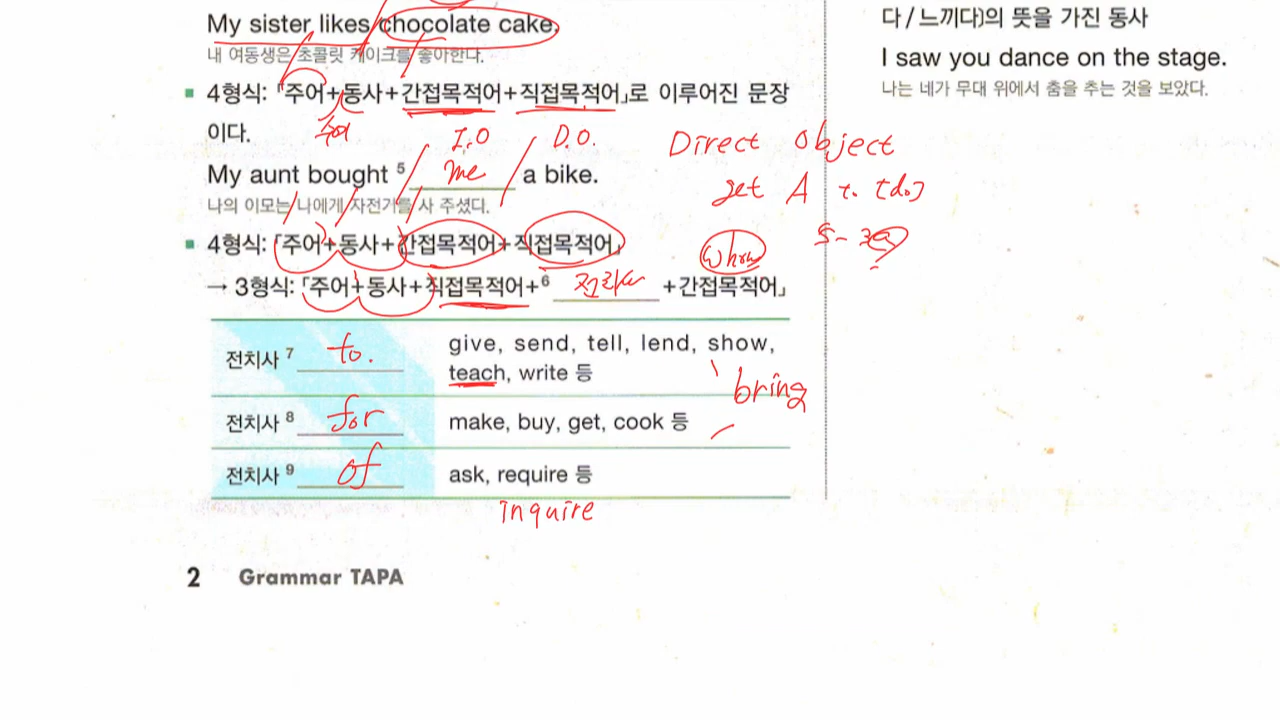 My sister likes chocolate cake.
내 여동생은 초콜릿 케이크를 좋아한다.
4형식: 「주어+동사+간접목적어+직접목적어」로 이루어진 문장
이다.
I.O D.O.
My aunt bought 5 me a bike.
나의 이모는 나에게 자전거를 사 주셨다.
4형식: 「주어+동사+간접목적어+직접목적어」
→ 3형식: 「주어+동사+직접목적어+6 전치사 +간접목적어」
전치사 7 to. give, send, tell, lend, show,
teach, write 등
bring
전치사 8 for make, buy, get, cook 등
전치사 9 of ask, require 등
inquire
2 Grammar TAPA
다/느끼다)의 뜻을 가진 동사
I saw you dance on the stage.
나는 네가 무대 위에서 춤을 추는 것을 보았다.
Direct Object
get A